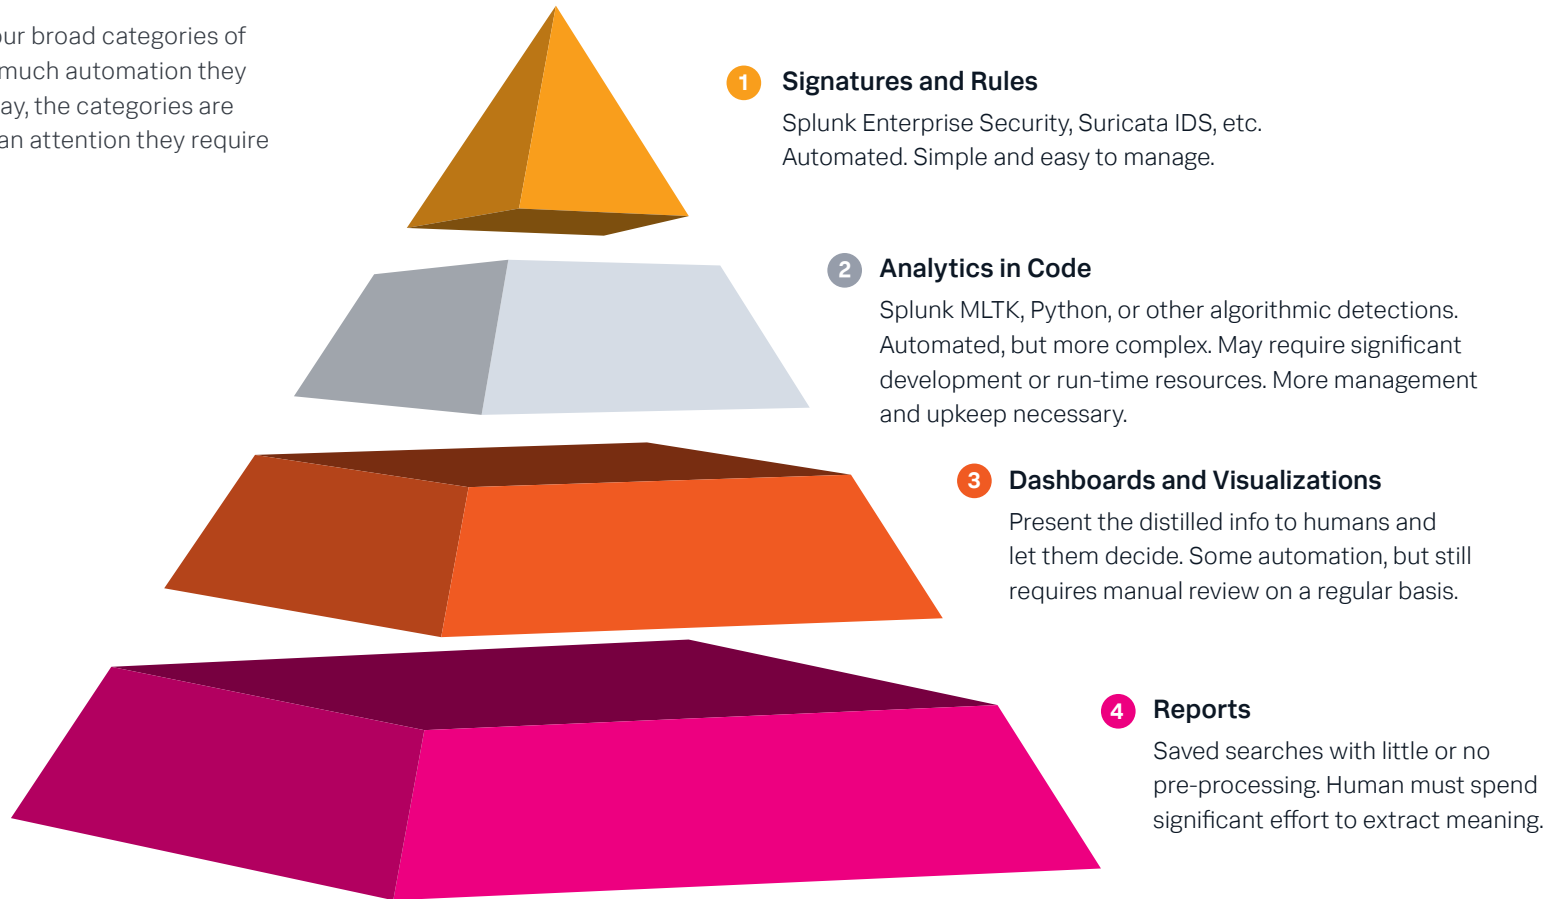 our broad categories of
much automation they
ay, the categories are
an attention they require
1 Signatures and Rules
Splunk Enterprise Security, Suricata IDS, etc.
Automated. Simple and easy to manage.
2 Analytics in Code
Splunk MLTK, Python, or other algorithmic detections.
Automated, but more complex. May require significant
development or run-time resources. More management
and upkeep necessary.
3 Dashboards and Visualizations
Present the distilled info to humans and
let them decide. Some automation, but still
requires manual review on a regular basis.
4 Reports
Saved searches with little or no
pre-processing. Human must spend
significant effort to extract meaning.